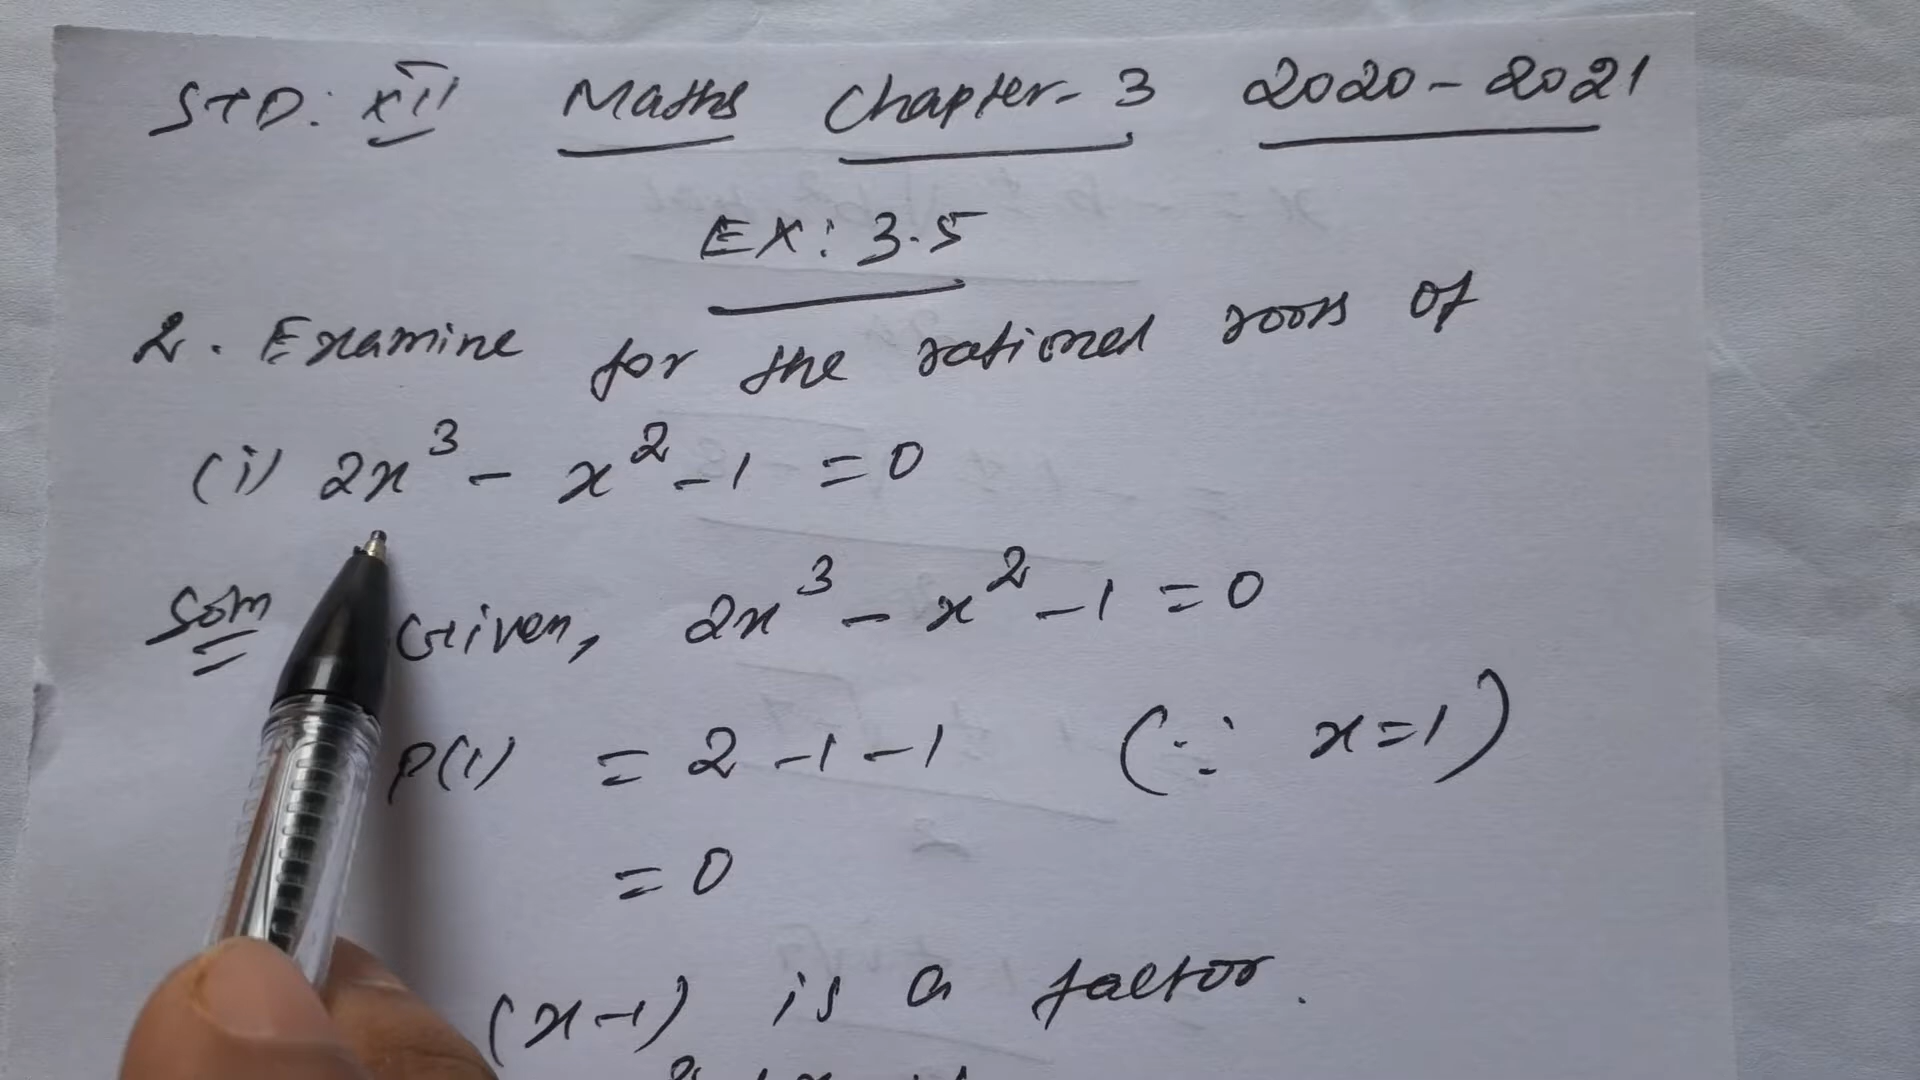 STD: XII Maths Chapter-3 2020-2021
EX: 3.5
2. Examine for the rational roots of
(i) 2x³ - x² - 1 = 0
Soln Given, 2x³ - x² - 1 = 0
P(1) = 2 - 1 - 1 (∵ x=1)
= 0
(x-1) is a factor.